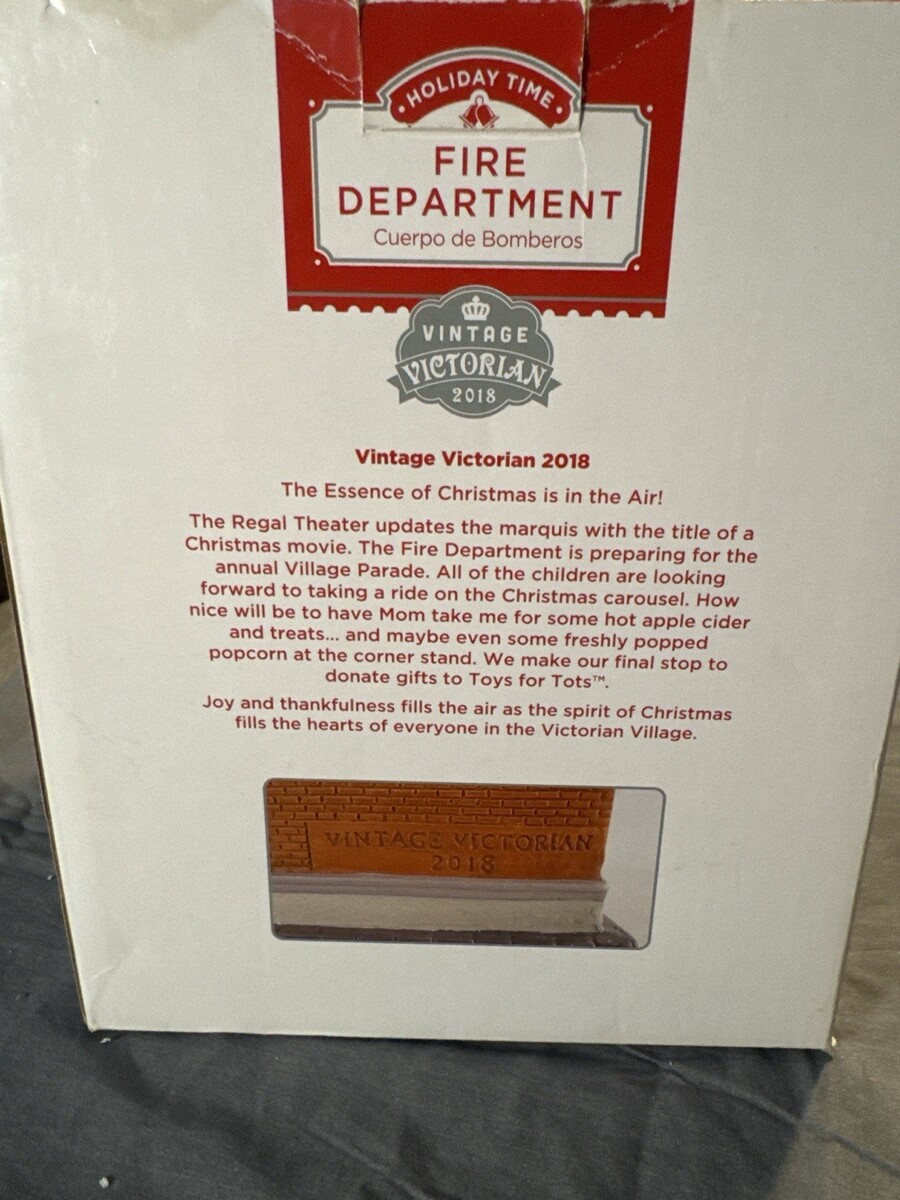 HOLIDAY TIME
FIRE
DEPARTMENT
Cuerpo de Bomberos
VINTAGE
VICTORIAN
2018
Vintage Victorian 2018
The Essence of Christmas is in the Air!
The Regal Theater updates the marquis with the title of a
Christmas movie. The Fire Department is preparing for the
annual Village Parade. All of the children are looking
forward to taking a ride on the Christmas carousel. How
nice will be to have Mom take me for some hot apple cider
and treats... and maybe even some freshly popped
popcorn at the corner stand. We make our final stop to
donate gifts to Toys for Tots™.
Joy and thankfulness fills the air as the spirit of Christmas
fills the hearts of everyone in the Victorian Village.
VINTAGE VICTORIAN
2018